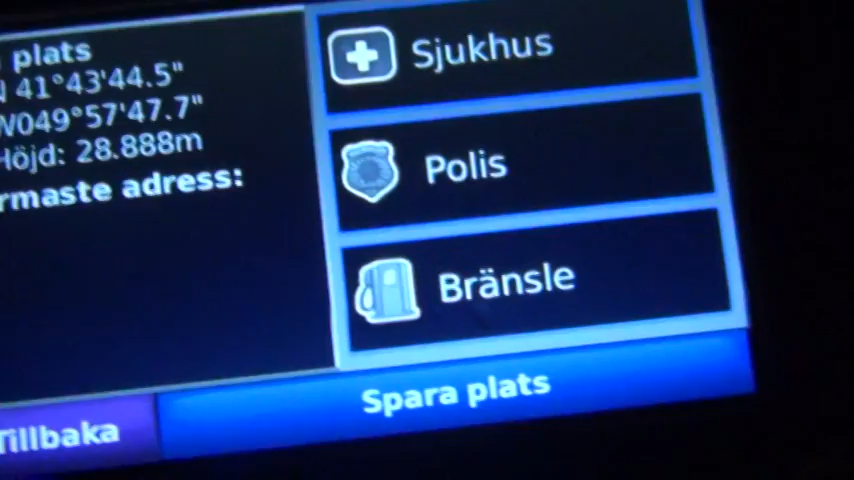 plats
N 41°43'44.5"
W049°57'47.7"
Höjd: 28.888m
rmaste adress:
Sjukhus
Polis
Bränsle
Tillbaka
Spara plats